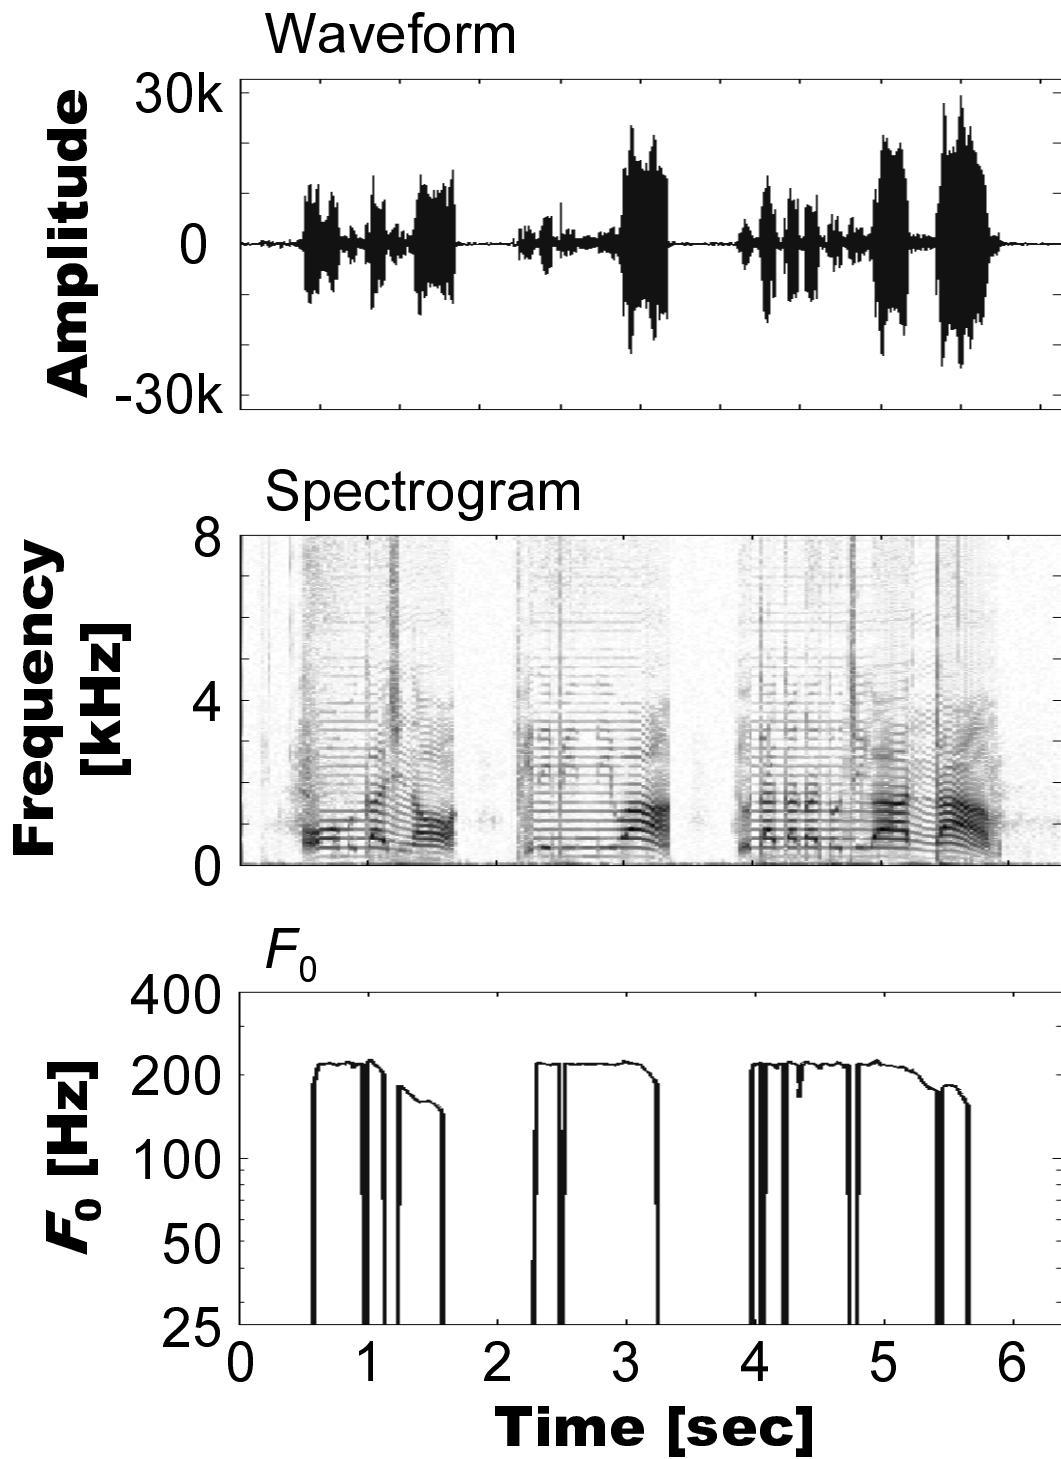 Waveform
30k
0
-30k
Amplitude
Spectrogram
8
4
0
Frequency
[kHz]
F0
400
200
100
50
25
F0 [Hz]
0 1 2 3 4 5 6
Time [sec]